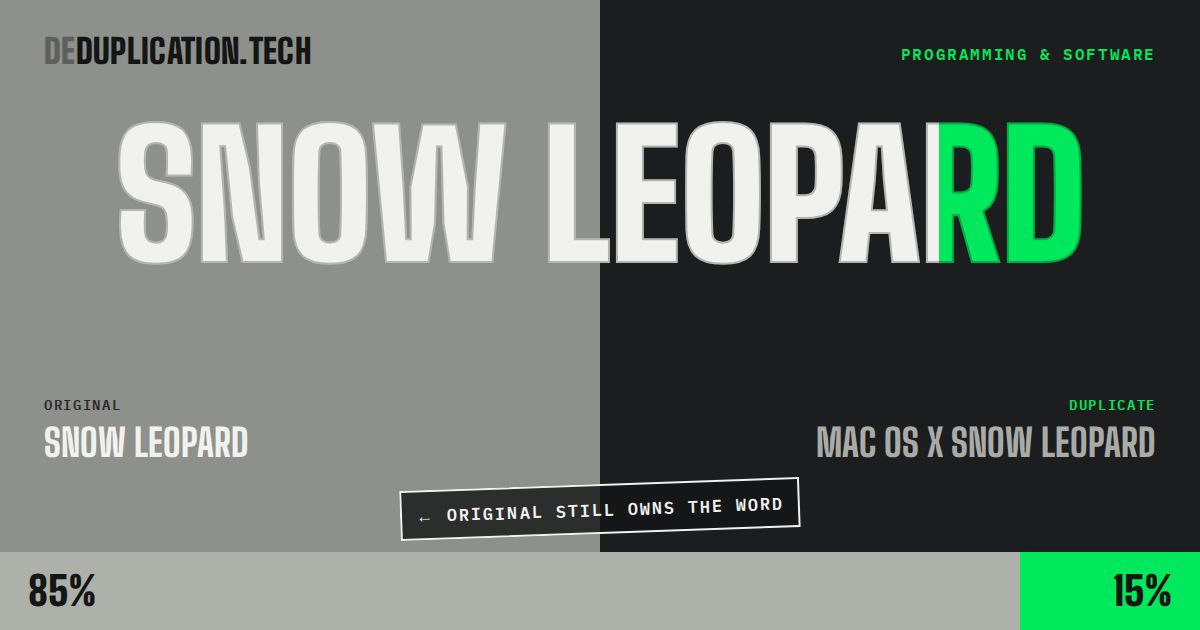 DEDUPLICATION.TECH
PROGRAMMING & SOFTWARE
SNOW LEOPARD
ORIGINAL
SNOW LEOPARD
DUPLICATE
MAC OS X SNOW LEOPARD
← ORIGINAL STILL OWNS THE WORD
85%
15%